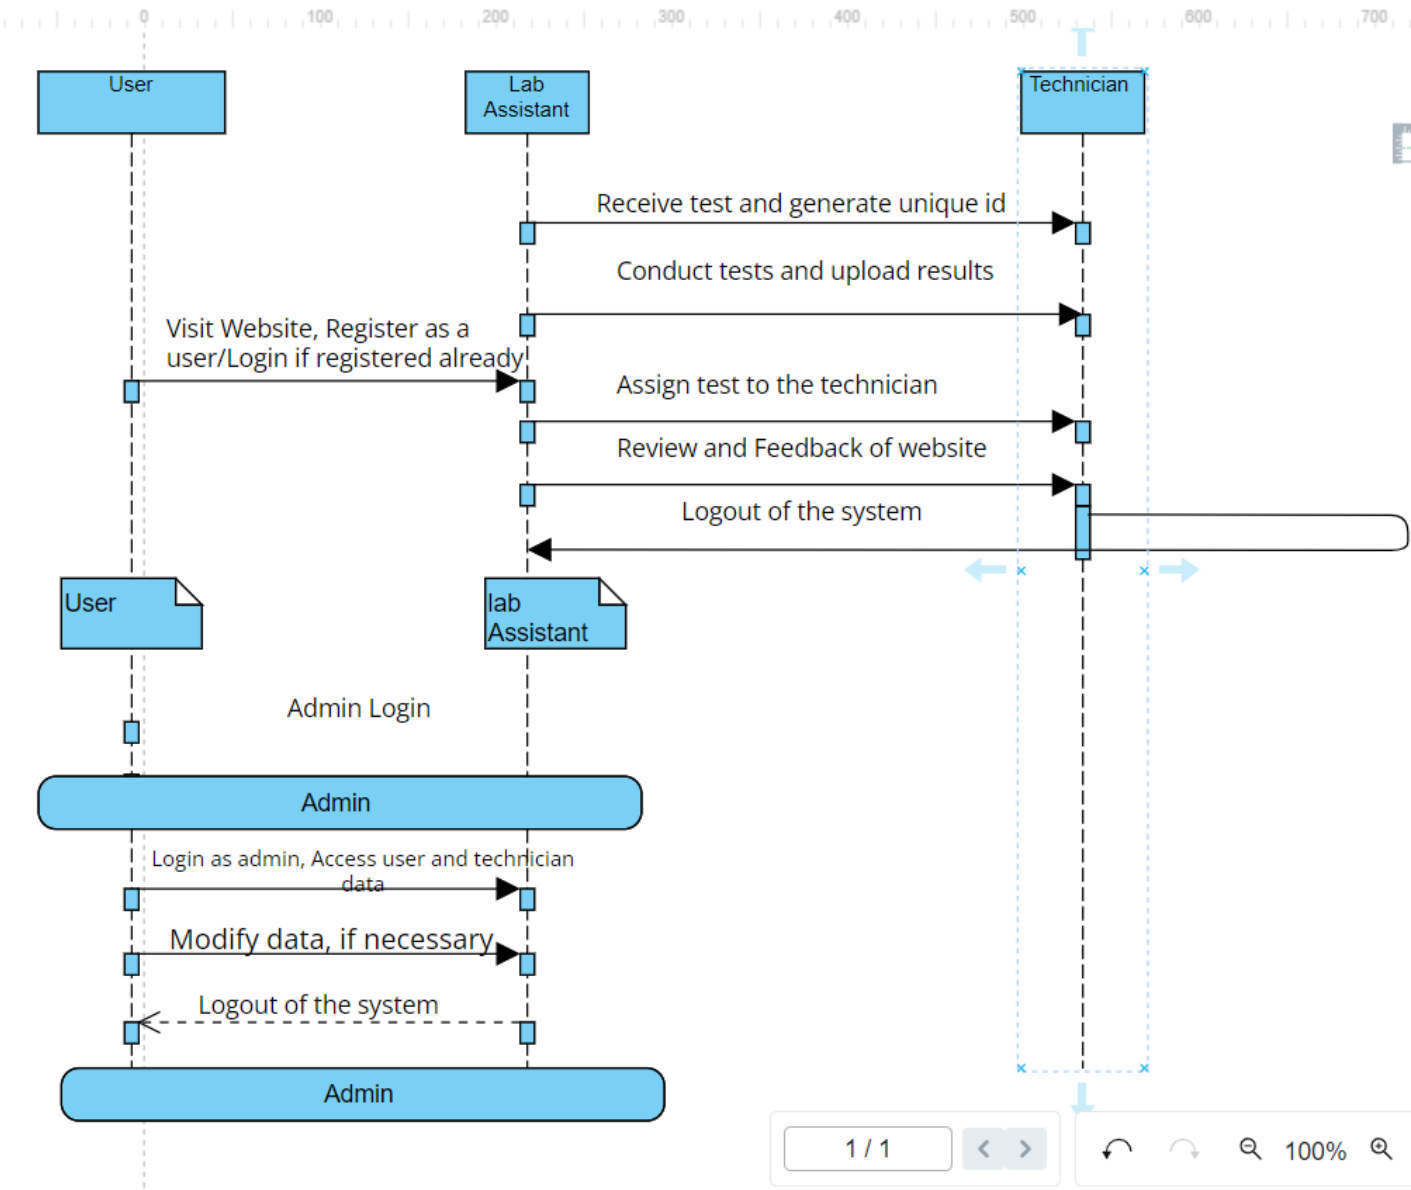 0
100
200
300
400
500
600
700
User
Lab
Assistant
Technician
Receive test and generate unique id
Conduct tests and upload results
Visit Website, Register as a
user/Login if registered already
Assign test to the technician
Review and Feedback of website
Logout of the system
User
lab
Assistant
Admin Login
Admin
Login as admin, Access user and technician
data
Modify data, if necessary
Logout of the system
Admin
1 / 1
100%